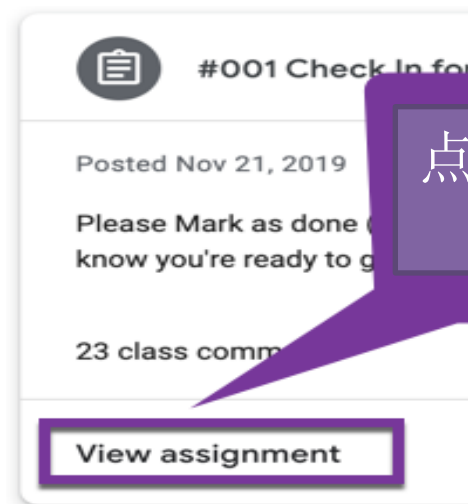 #001 Check In for
Posted Nov 21, 2019
点
Please Mark as done
know you're ready to g
23 class comm
View assignment